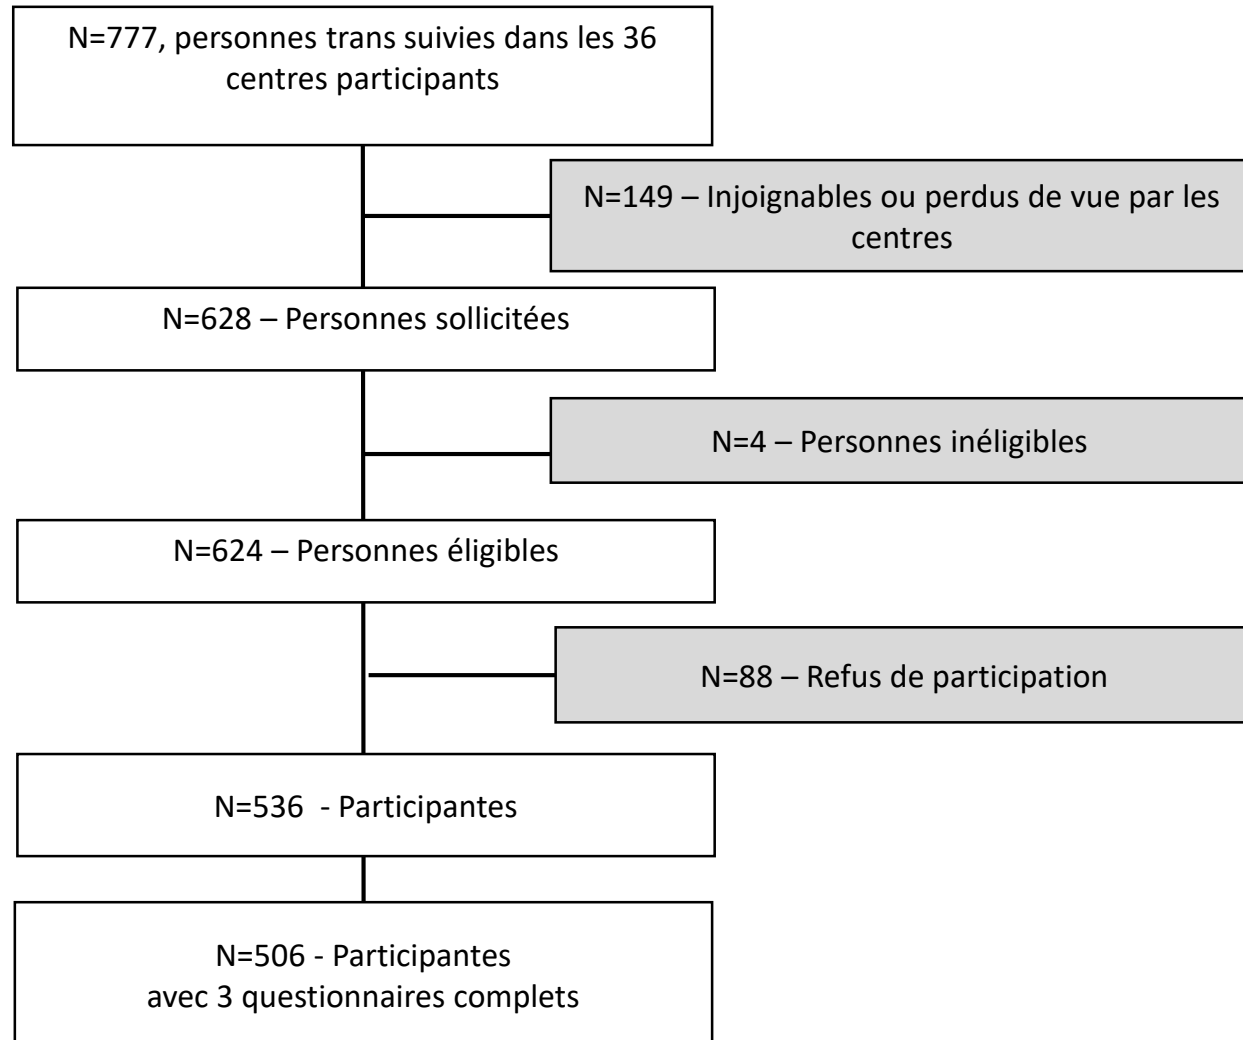 N=777, personnes trans suivies dans les 36
centres participants
N=149 – Injoignables ou perdus de vue par les
centres
N=628 – Personnes sollicitées
N=4 – Personnes inéligibles
N=624 – Personnes éligibles
N=88 – Refus de participation
N=536  - Participantes
N=506 - Participantes
avec 3 questionnaires complets